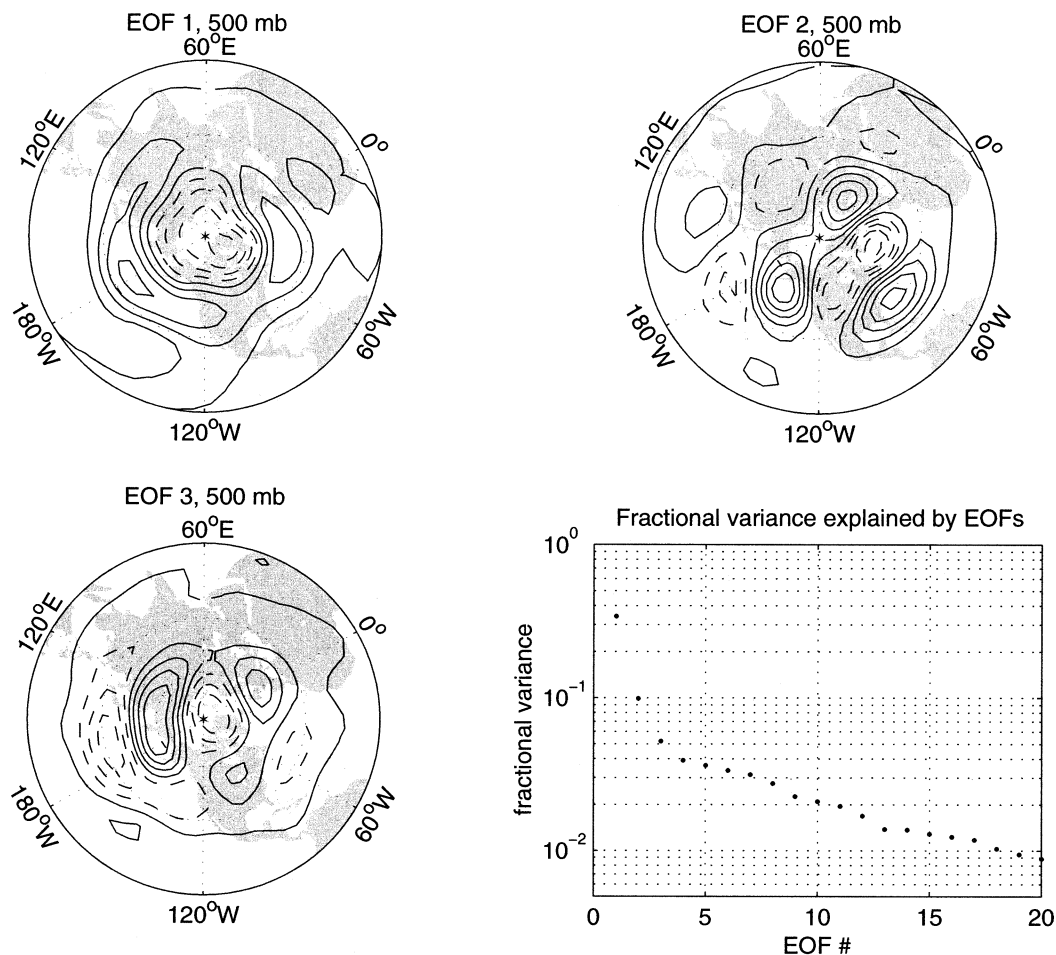 EOF 1, 500 mb
60°E
120°E
0°
180°W
60°W
120°W
EOF 2, 500 mb
60°E
120°E
0°
180°W
60°W
120°W
EOF 3, 500 mb
60°E
120°E
0°
180°W
60°W
120°W
Fractional variance explained by EOFs
10⁰
10⁻¹
10⁻²
fractional variance
0 5 10 15 20
EOF #